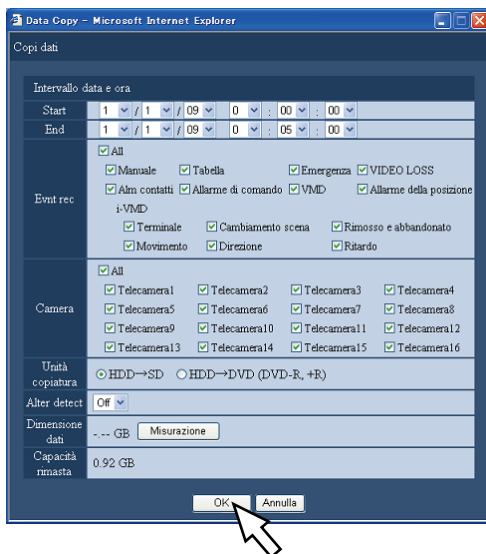 Data Copy - Microsoft Internet Explorer
Copi dati
Intervallo data e ora
Start 1 / 1 / 09 0 : 00 : 00
End 1 / 1 / 09 0 : 05 : 00
Evnt rec
All
Manuale Tabella Emergenza VIDEO LOSS
Alm contatti Allarme di comando VMD Allarme della posizione
i-VMD
Terminale Cambiamento scena Rimosso e abbandonato
Movimento Direzione Ritardo
Camera
All
Telecamera1 Telecamera2 Telecamera3 Telecamera4
Telecamera5 Telecamera6 Telecamera7 Telecamera8
Telecamera9 Telecamera10 Telecamera11 Telecamera12
Telecamera13 Telecamera14 Telecamera15 Telecamera16
Unità copiatura HDD→SD HDD→DVD (DVD-R, +R)
Alter detect Off
Dimensione dati -.-- GB Misurazione
Capacità rimasta 0.92 GB
OK Annulla